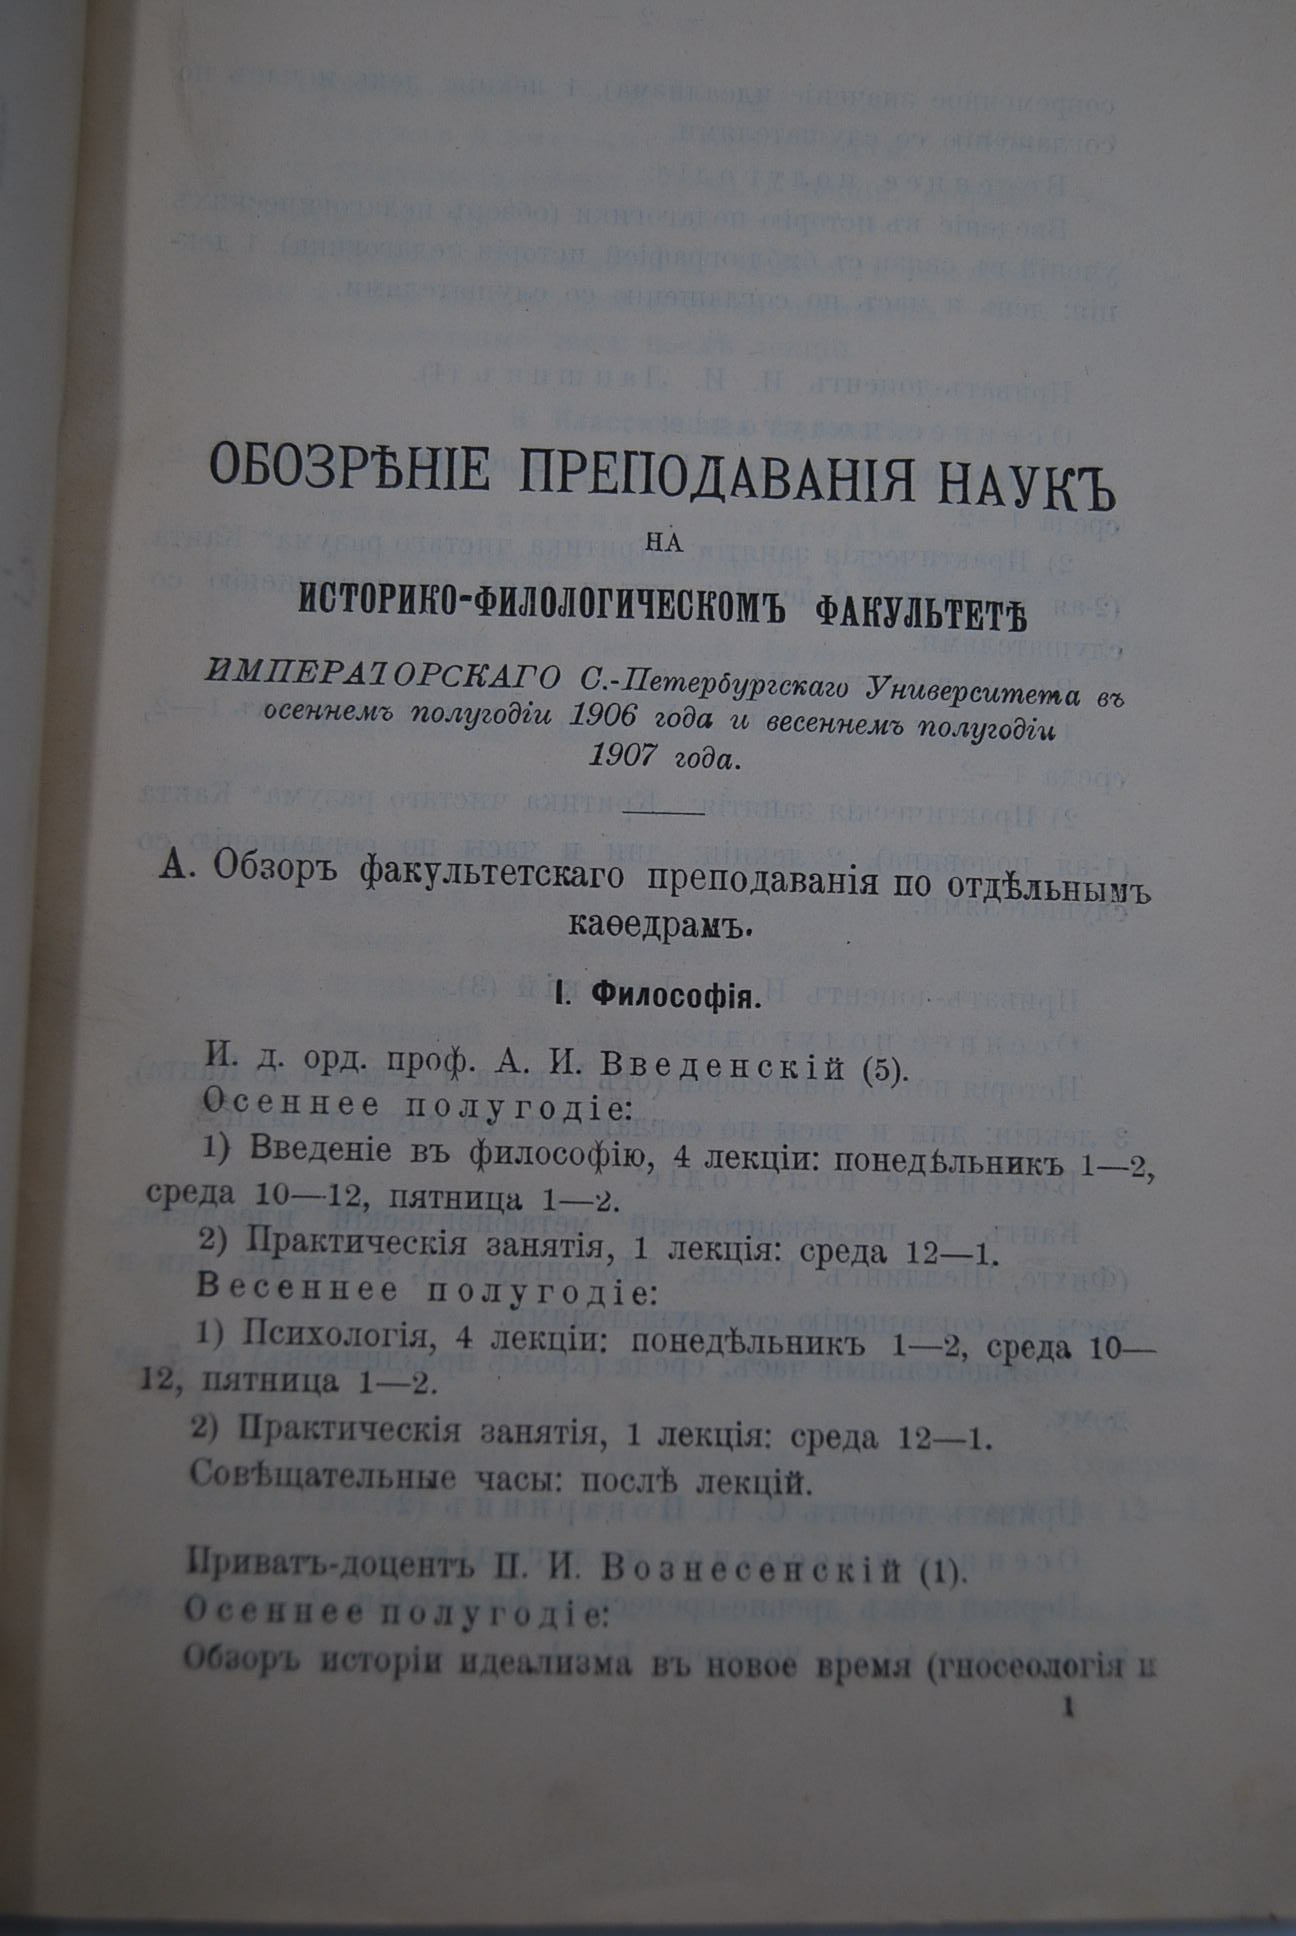 ОБОЗРѢНІЕ ПРЕПОДАВАНІЯ НАУКЪ
НА
ИСТОРИКО-ФИЛОЛОГИЧЕСКОМЪ ФАКУЛЬТЕТѢ
ИМПЕРАТОРСКАГО С.-Петербургскаго Университета въ
осеннемъ полугодіи 1906 года и весеннемъ полугодіи
1907 года.
А. Обзоръ факультетскаго преподаванія по отдѣльнымъ
каѳедрамъ.
I. Философія.
И. д. орд. проф. А. И. Введенскій (5).
Осеннее полугодіе:
1) Введеніе въ философію, 4 лекціи: понедѣльникъ 1—2,
среда 10—12, пятница 1—2.
2) Практическія занятія, 1 лекція: среда 12—1.
Весеннее полугодіе:
1) Психологія, 4 лекціи: понедѣльникъ 1—2, среда 10—
12, пятница 1—2.
2) Практическія занятія, 1 лекція: среда 12—1.
Совѣщательные часы: послѣ лекцій.
Приватъ-доцентъ П. И. Вознесенскій (1).
Осеннее полугодіе:
Обзоръ исторіи идеализма въ новое время (гносеологія и
1